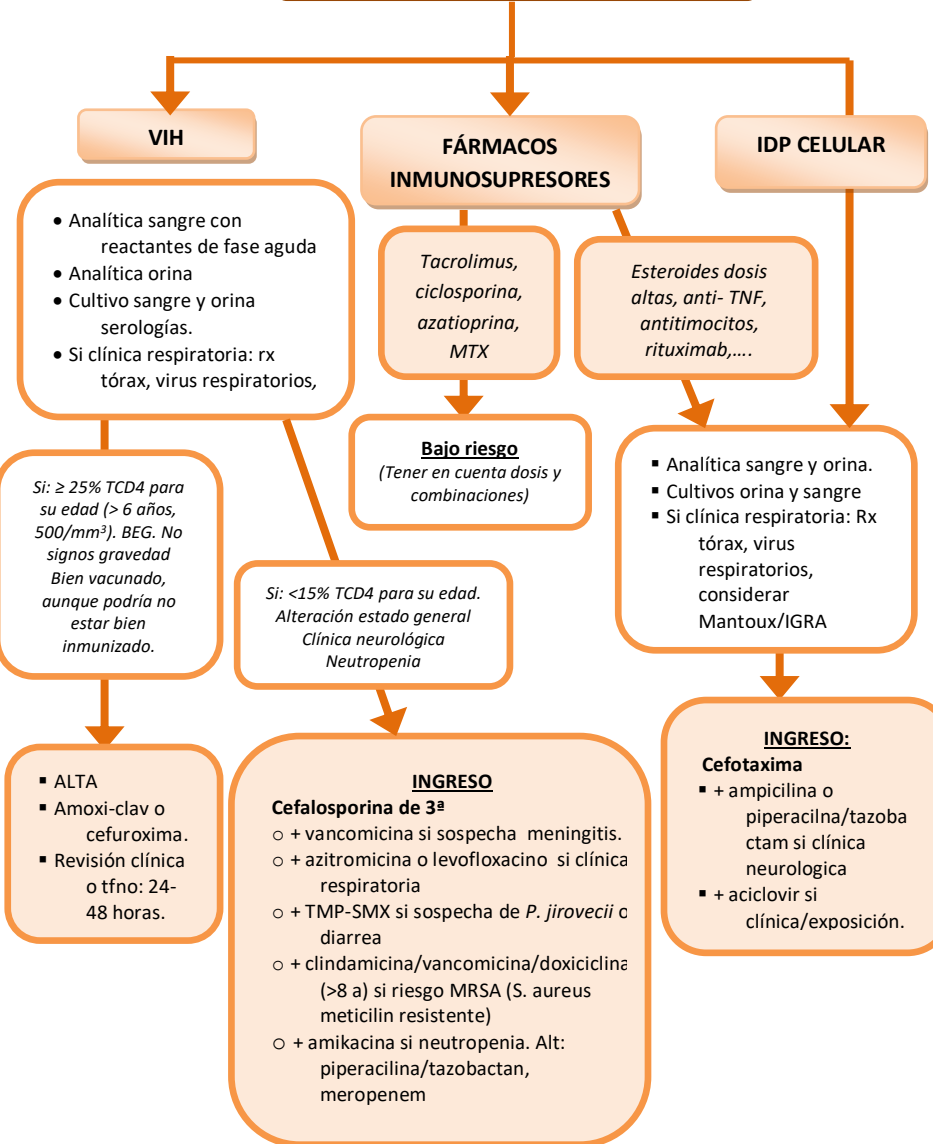 VIH
FÁRMACOS
INMUNOSUPRESORES
IDP CELULAR
• Analítica sangre con
reactantes de fase aguda
• Analítica orina
• Cultivo sangre y orina
serologías.
• Si clínica respiratoria: rx
tórax, virus respiratorios,
Tacrolimus,
ciclosporina,
azatioprina,
MTX
Esteroides dosis
altas, anti- TNF,
antitimocitos,
rituximab,….
Bajo riesgo
(Tener en cuenta dosis y
combinaciones)
▪ Analítica sangre y orina.
▪ Cultivos orina y sangre
▪ Si clínica respiratoria: Rx
tórax, virus
respiratorios,
considerar
Mantoux/IGRA
Si: ≥ 25% TCD4 para
su edad (> 6 años,
500/mm³). BEG. No
signos gravedad
Bien vacunado,
aunque podría no
estar bien
inmunizado.
Si: <15% TCD4 para su edad.
Alteración estado general
Clínica neurológica
Neutropenia
▪ ALTA
▪ Amoxi-clav o
cefuroxima.
▪ Revisión clínica
o tfno: 24-
48 horas.
INGRESO
Cefalosporina de 3ª
o + vancomicina si sospecha meningitis.
o + azitromicina o levofloxacino si clínica
respiratoria
o + TMP-SMX si sospecha de P. jirovecii o
diarrea
o + clindamicina/vancomicina/doxiciclina
(>8 a) si riesgo MRSA (S. aureus
meticilin resistente)
o + amikacina si neutropenia. Alt:
piperacilina/tazobactan,
meropenem
INGRESO:
Cefotaxima
▪ + ampicilina o
piperacilna/tazoba
ctam si clínica
neurologica
▪ + aciclovir si
clínica/exposición.